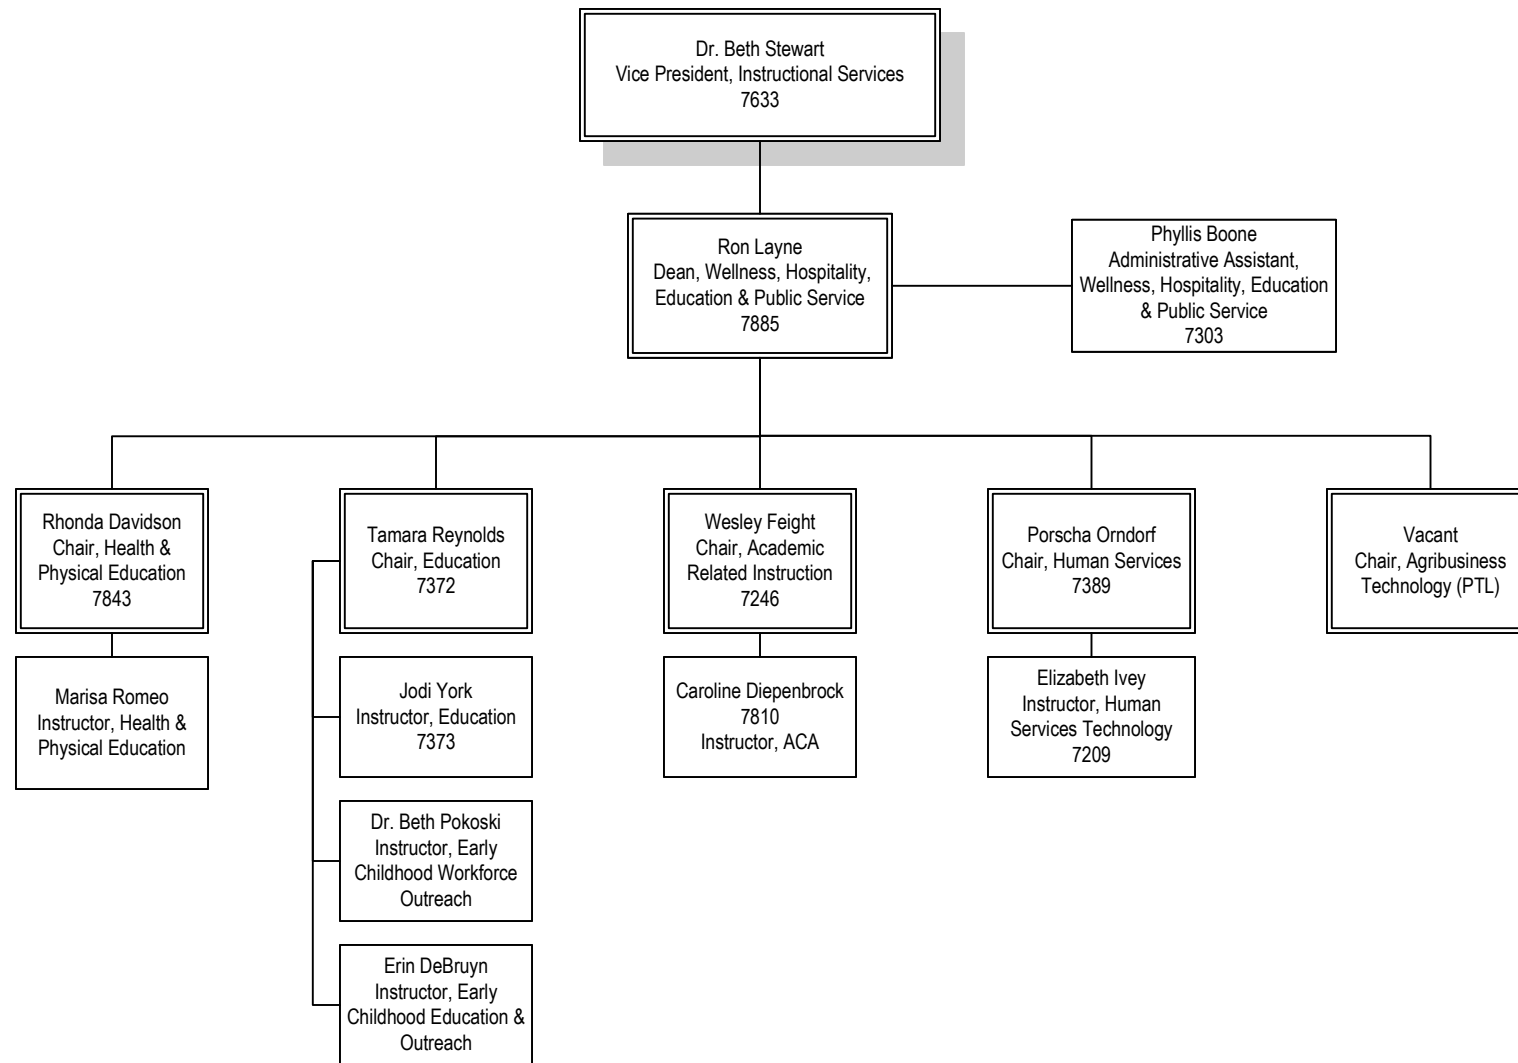 Dr. Beth Stewart
Vice President, Instructional Services
7633
Ron Layne
Dean, Wellness, Hospitality,
Education & Public Service
7885
Phyllis Boone
Administrative Assistant,
Wellness, Hospitality, Education
& Public Service
7303
Rhonda Davidson
Chair, Health &
Physical Education
7843
Tamara Reynolds
Chair, Education
7372
Wesley Feight
Chair, Academic
Related Instruction
7246
Porscha Orndorf
Chair, Human Services
7389
Vacant
Chair, Agribusiness
Technology (PTL)
Marisa Romeo
Instructor, Health &
Physical Education
Jodi York
Instructor, Education
7373
Caroline Diepenbrock
7810
Instructor, ACA
Elizabeth Ivey
Instructor, Human
Services Technology
7209
Dr. Beth Pokoski
Instructor, Early
Childhood Workforce
Outreach
Erin DeBruyn
Instructor, Early
Childhood Education &
Outreach